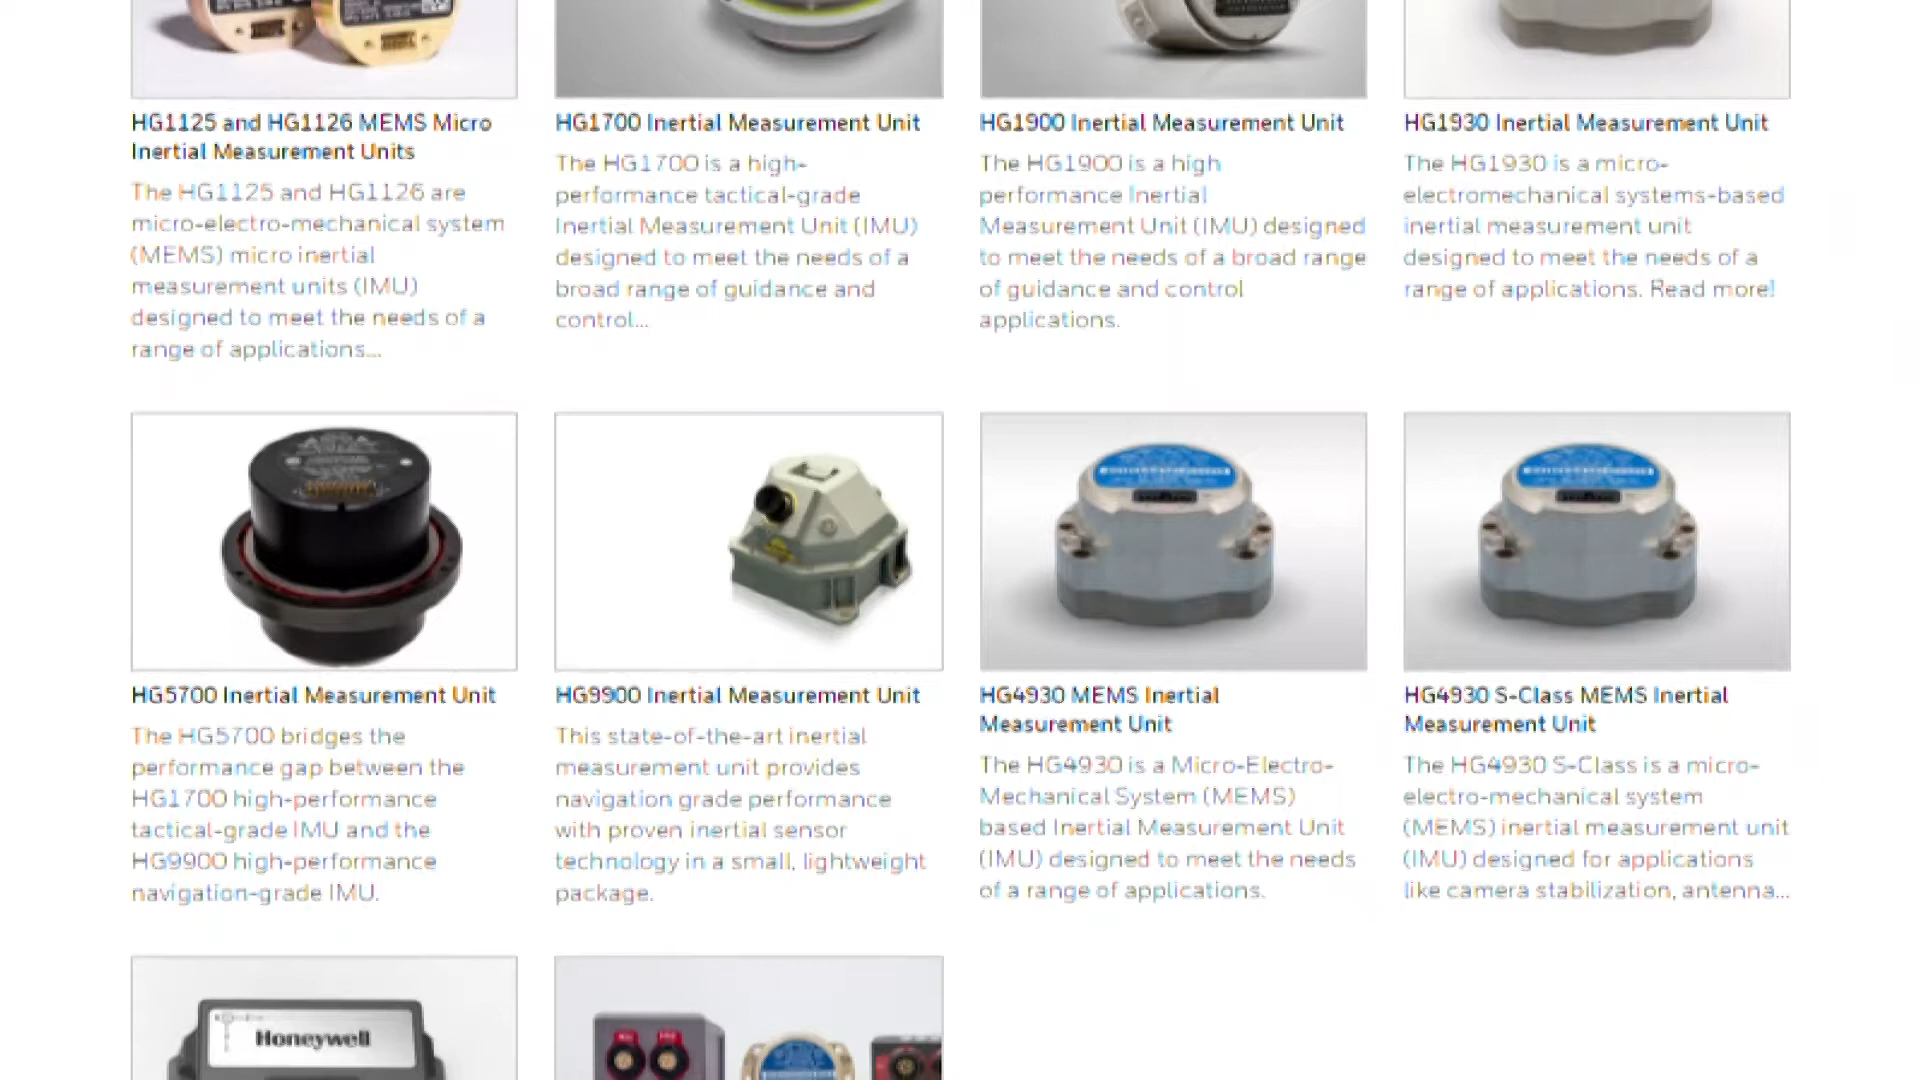 HG1125 and HG1126 MEMS Micro
Inertial Measurement Units
The HG1125 and HG1126 are
micro-electro-mechanical system
(MEMS) micro inertial
measurement units (IMU)
designed to meet the needs of a
range of applications...
HG1700 Inertial Measurement Unit
The HG1700 is a high-
performance tactical-grade
Inertial Measurement Unit (IMU)
designed to meet the needs of a
broad range of guidance and
control...
HG1900 Inertial Measurement Unit
The HG1900 is a high
performance Inertial
Measurement Unit (IMU) designed
to meet the needs of a broad range
of guidance and control
applications.
HG1930 Inertial Measurement Unit
The HG1930 is a micro-
electromechanical systems-based
inertial measurement unit
designed to meet the needs of a
range of applications. Read more!
HG5700 Inertial Measurement Unit
The HG5700 bridges the
performance gap between the
HG1700 high-performance
tactical-grade IMU and the
HG9900 high-performance
navigation-grade IMU.
HG9900 Inertial Measurement Unit
This state-of-the-art inertial
measurement unit provides
navigation grade performance
with proven inertial sensor
technology in a small, lightweight
package.
HG4930 MEMS Inertial
Measurement Unit
The HG4930 is a Micro-Electro-
Mechanical System (MEMS)
based Inertial Measurement Unit
(IMU) designed to meet the needs
of a range of applications.
HG4930 S-Class MEMS Inertial
Measurement Unit
The HG4930 S-Class is a micro-
electro-mechanical system
(MEMS) inertial measurement unit
(IMU) designed for applications
like camera stabilization, antenna...
Honeywell